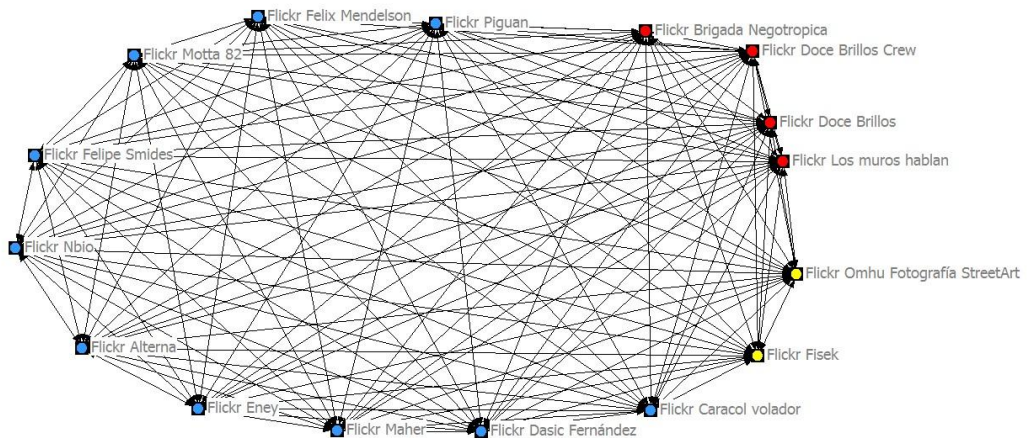 Flickr Felix Mendelson
Flickr Piguan
Flickr Brigada Negotropica
Flickr Doce Brillos Crew
Flickr Motta 82
Flickr Doce Brillos
Flickr Felipe Smides
Flickr Los muros hablan
Flickr Nbio
Flickr Omhu Fotografía StreetArt
Flickr Alterna
Flickr Fisek
Flickr Eney
Flickr Caracol volador
Flickr Maher
Flickr Dasic Fernández